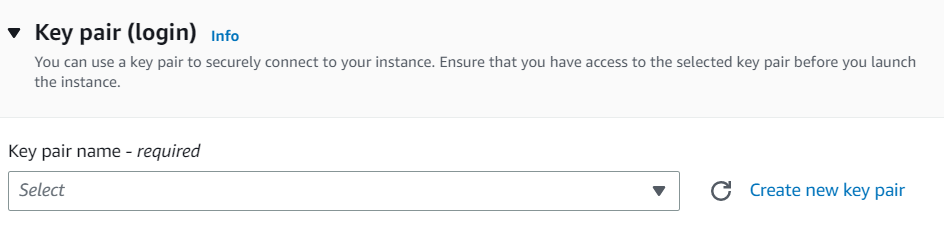 Key pair (login) Info
You can use a key pair to securely connect to your instance. Ensure that you have access to the selected key pair before you launch
the instance.
Key pair name - required
Select
Create new key pair